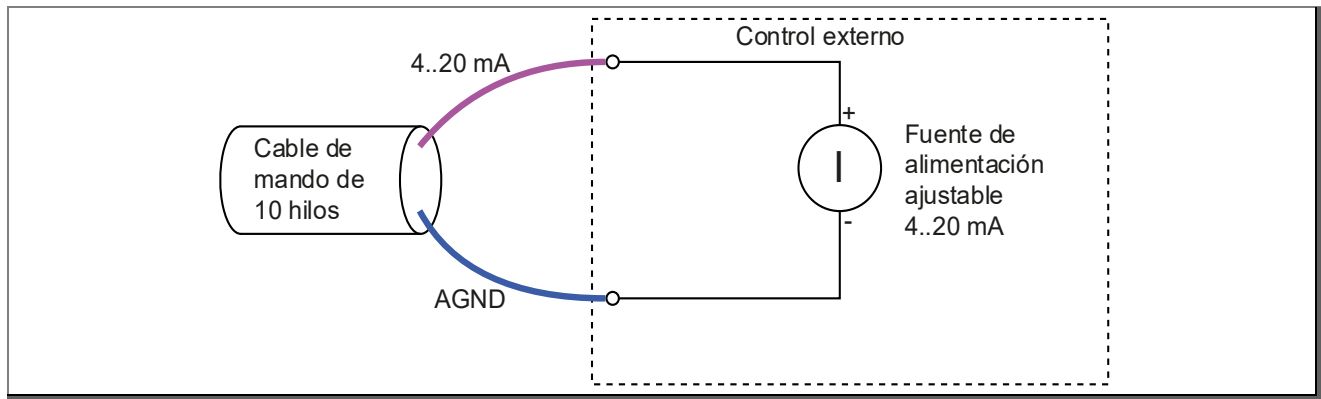 Control externo
4..20 mA
+
Cable de
mando de
10 hilos
I
Fuente de
alimentación
ajustable
4..20 mA
-
AGND